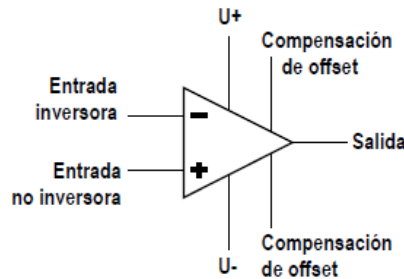 U+
Compensación
de offset
Entrada
inversora
−
Salida
Entrada
no inversora
+
U-
Compensación
de offset